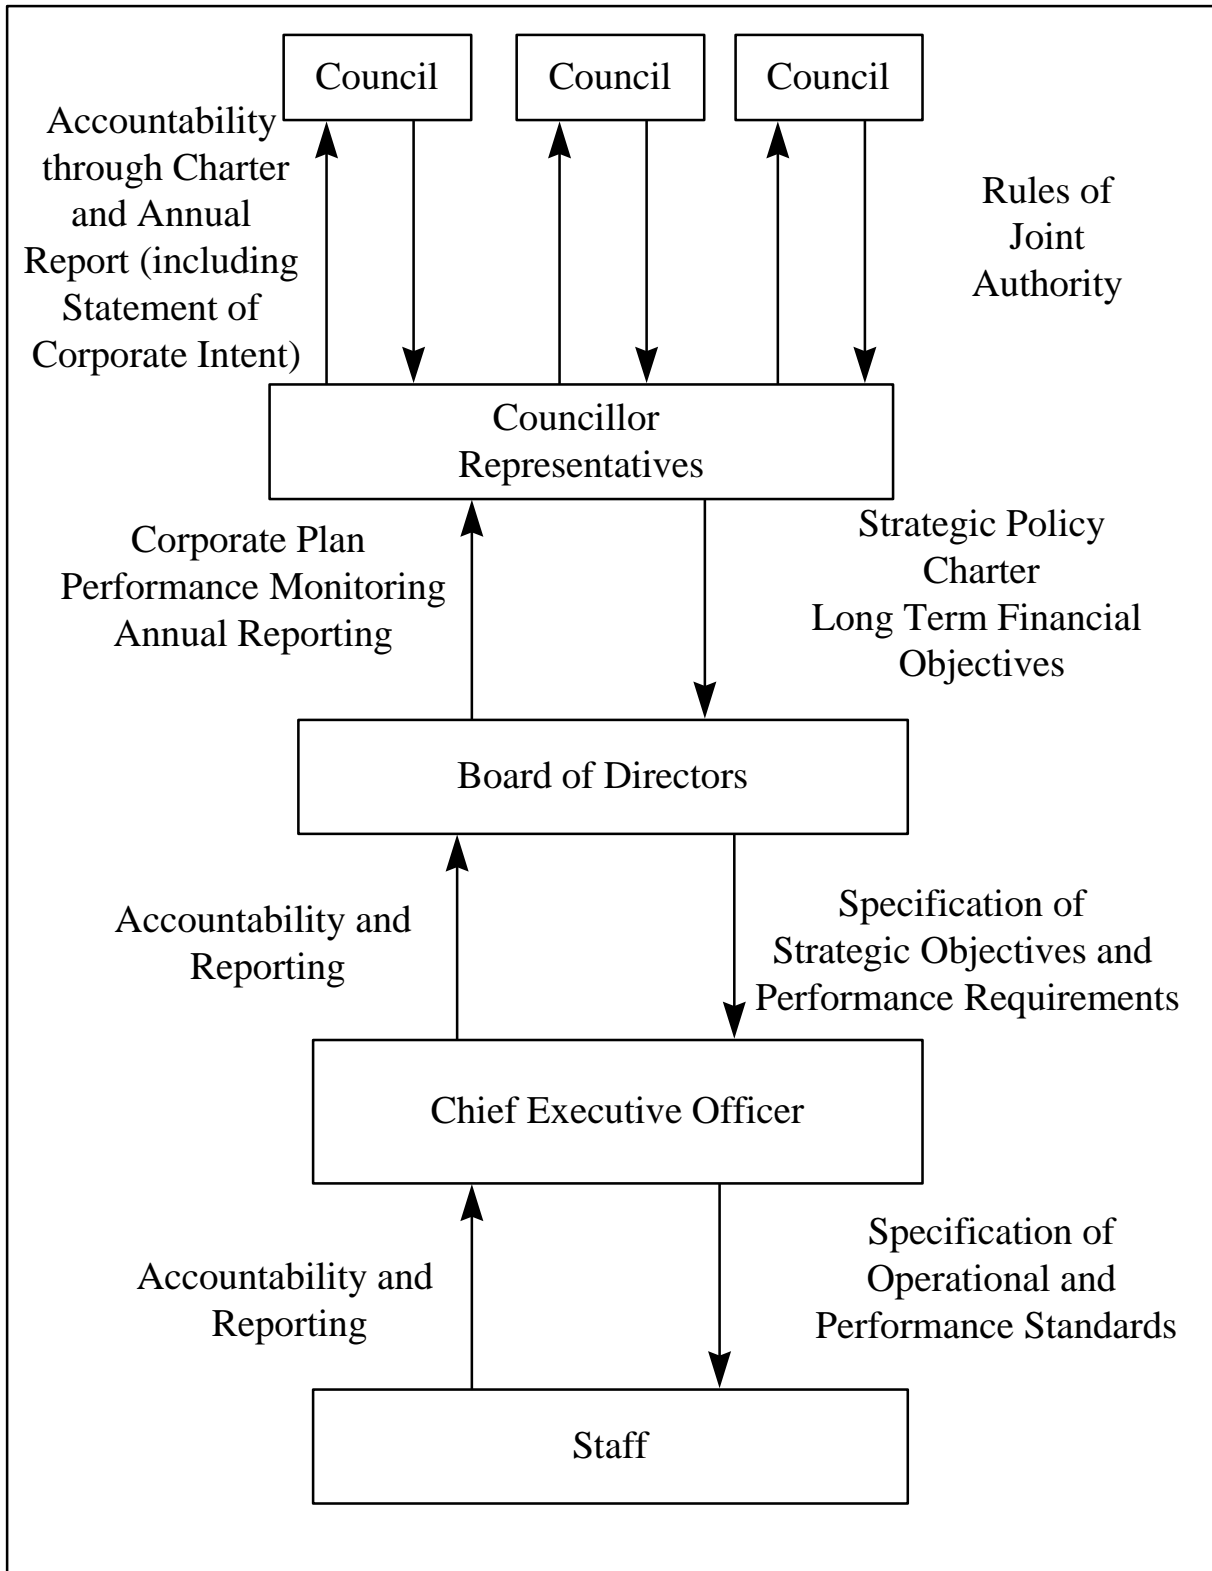 Council
Council
Council
Accountability
through Charter
and Annual
Report (including
Statement of
Corporate Intent)
Rules of
Joint
Authority
Councillor
Representatives
Corporate Plan
Performance Monitoring
Annual Reporting
Strategic Policy
Charter
Long Term Financial
Objectives
Board of Directors
Accountability and
Reporting
Specification of
Strategic Objectives and
Performance Requirements
Chief Executive Officer
Accountability and
Reporting
Specification of
Operational and
Performance Standards
Staff